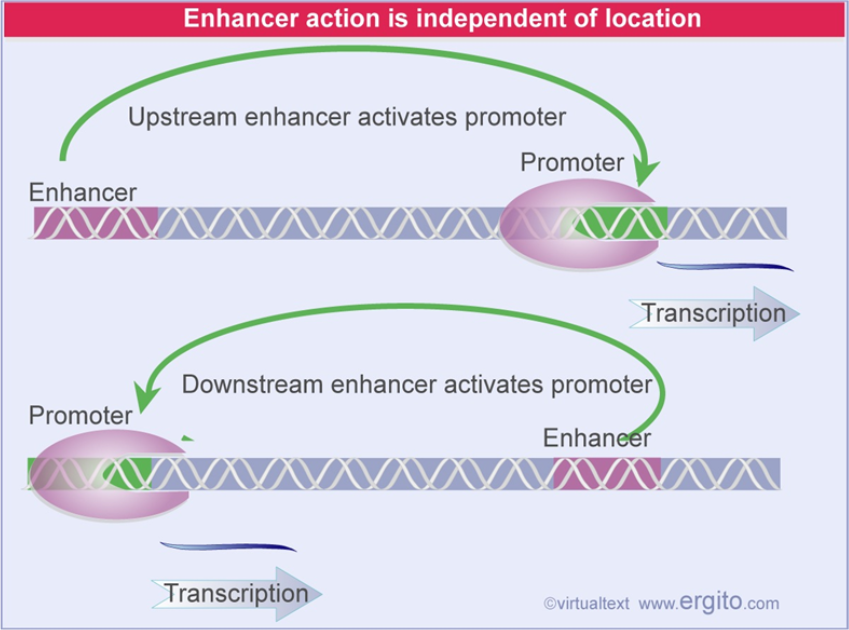 Enhancer action is independent of location
Upstream enhancer activates promoter
Promoter
Enhancer
Transcription
Downstream enhancer activates promoter
Promoter
Enhancer
Transcription
©virtualtext www.ergito.com